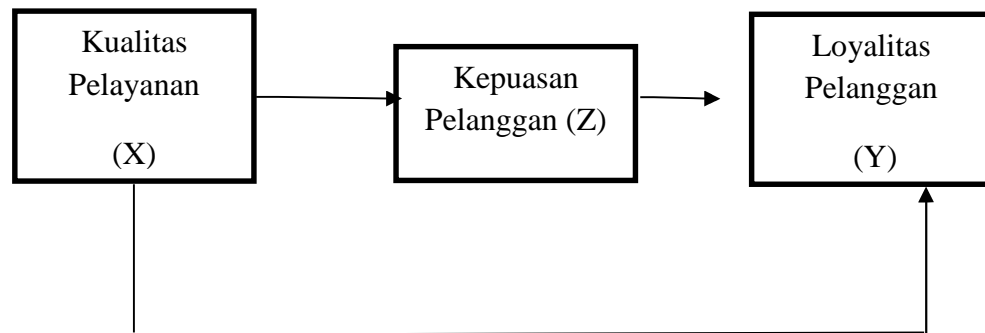 Kualitas
Pelayanan
(X)
Kepuasan
Pelanggan (Z)
Loyalitas
Pelanggan
(Y)